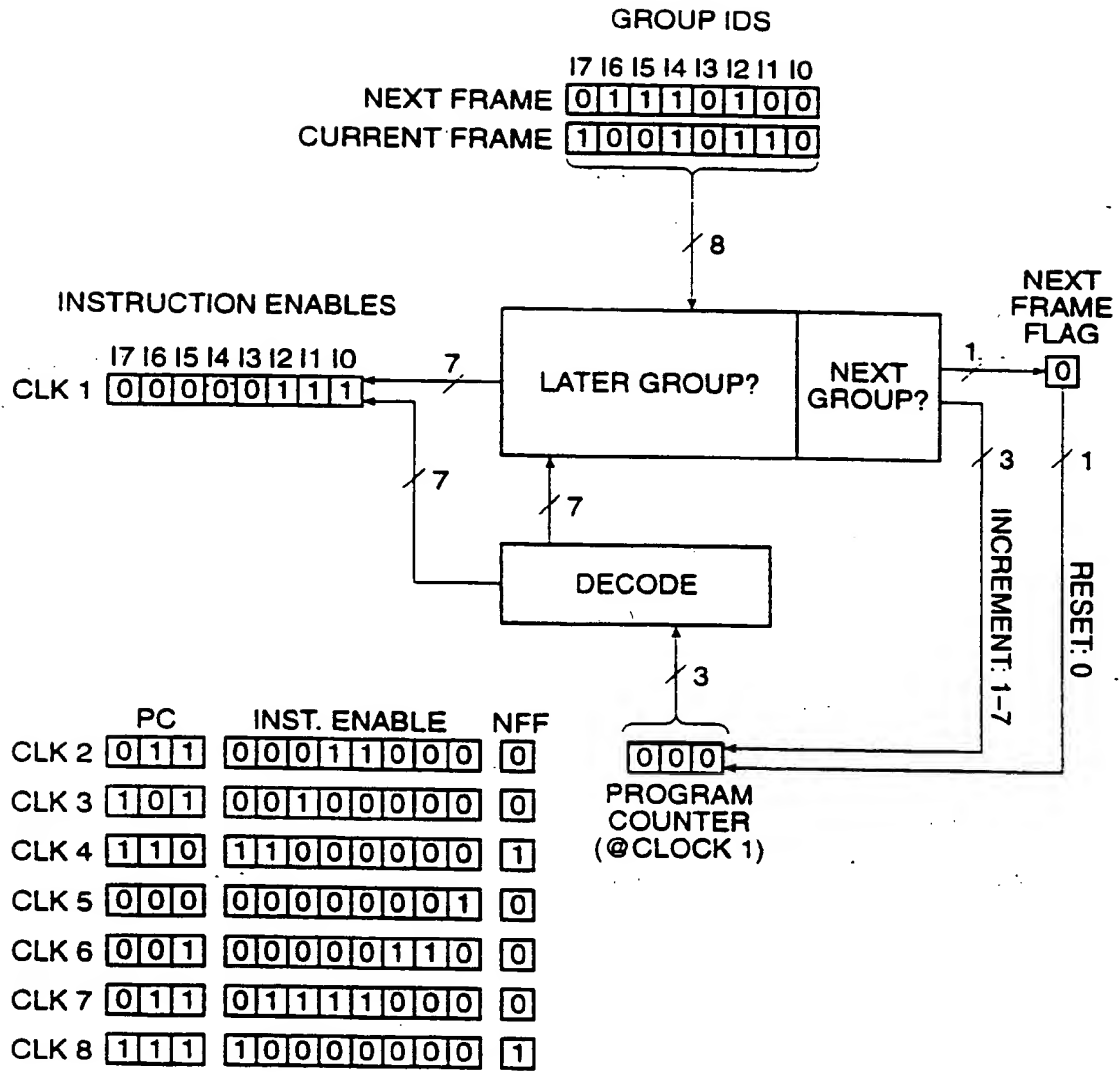 GROUP IDS
I7 I6 I5 I4 I3 I2 I1 I0
NEXT FRAME 0 1 1 1 0 1 0 0
CURRENT FRAME 1 0 0 1 0 1 1 0
8
INSTRUCTION ENABLES
I7 I6 I5 I4 I3 I2 I1 I0
CLK 1 0 0 0 0 0 1 1 1
7
LATER GROUP?
NEXT
GROUP?
1
NEXT
FRAME
FLAG
0
7
7
3
1
DECODE
INCREMENT: 1–7
RESET: 0
3
0 0 0
PROGRAM
COUNTER
(@CLOCK 1)
PC INST. ENABLE NFF
CLK 2 0 1 1 0 0 0 1 1 0 0 0 0
CLK 3 1 0 1 0 0 1 0 0 0 0 0 0
CLK 4 1 1 0 1 1 0 0 0 0 0 0 1
CLK 5 0 0 0 0 0 0 0 0 0 0 1 0
CLK 6 0 0 1 0 0 0 0 0 1 1 0 0
CLK 7 0 1 1 0 1 1 1 1 0 0 0 0
CLK 8 1 1 1 1 0 0 0 0 0 0 0 1